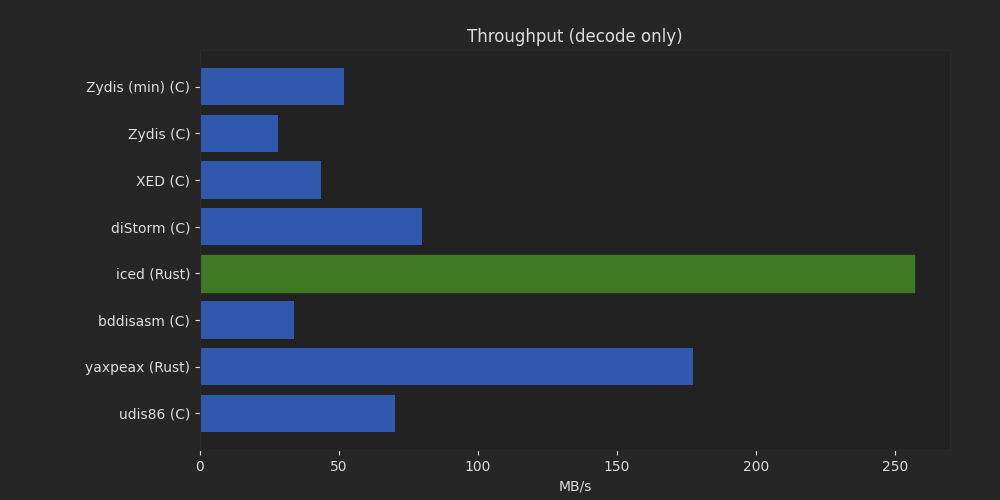 Throughput (decode only)
Zydis (min) (C)
Zydis (C)
XED (C)
diStorm (C)
iced (Rust)
bddisasm (C)
yaxpeax (Rust)
udis86 (C)
0 50 100 150 200 250
MB/s